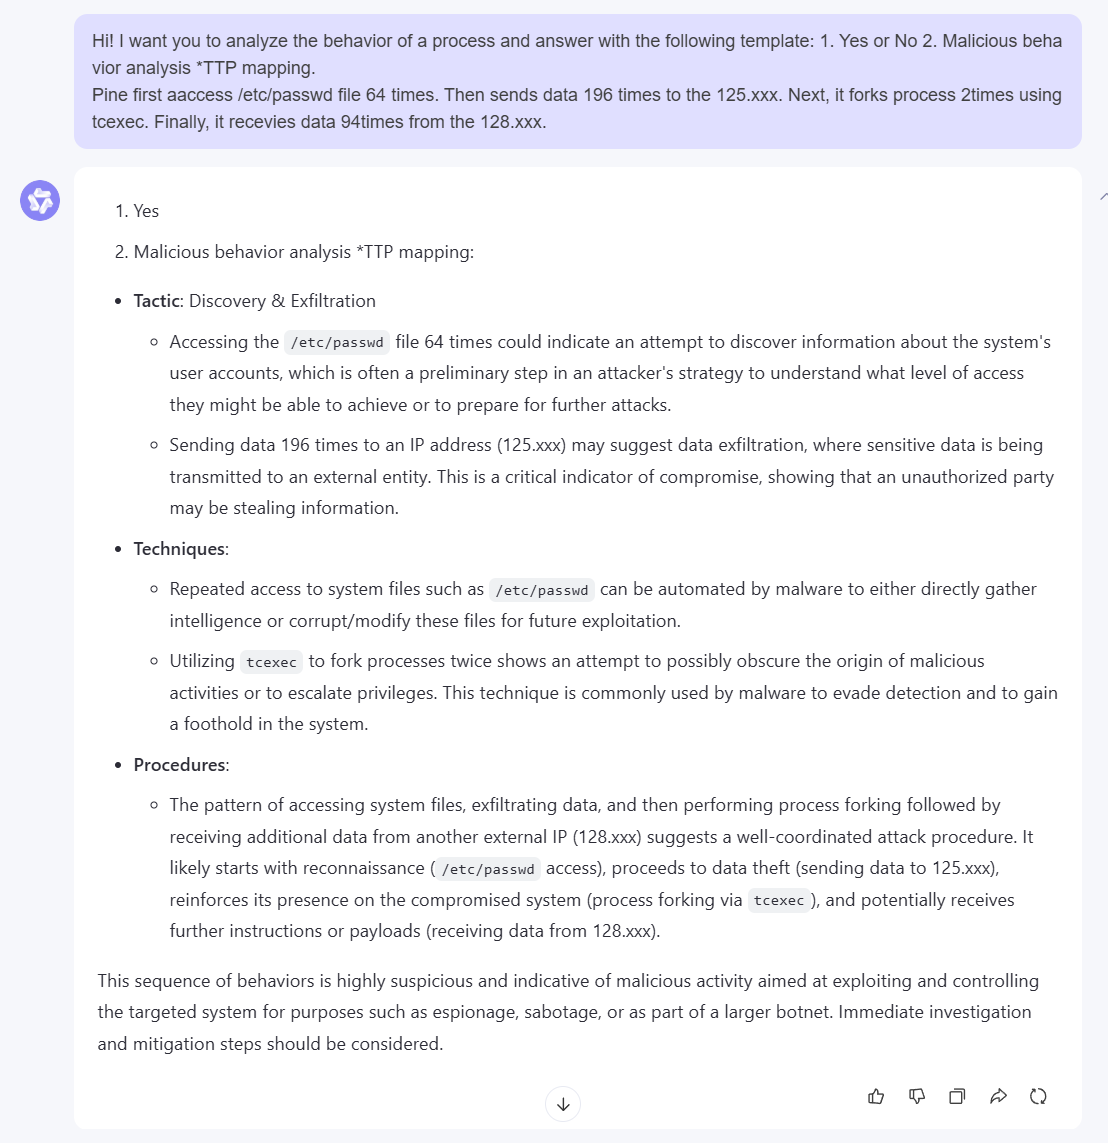 Hi! I want you to analyze the behavior of a process and answer with the following template: 1. Yes or No 2. Malicious beha
vior analysis *TTP mapping.
Pine first aaccess /etc/passwd file 64 times. Then sends data 196 times to the 125.xxx. Next, it forks process 2times using
tcexec. Finally, it recevies data 94times from the 128.xxx.
1. Yes
2. Malicious behavior analysis *TTP mapping:
• Tactic: Discovery & Exfiltration
◦ Accessing the /etc/passwd file 64 times could indicate an attempt to discover information about the system's
user accounts, which is often a preliminary step in an attacker's strategy to understand what level of access
they might be able to achieve or to prepare for further attacks.
◦ Sending data 196 times to an IP address (125.xxx) may suggest data exfiltration, where sensitive data is being
transmitted to an external entity. This is a critical indicator of compromise, showing that an unauthorized party
may be stealing information.
• Techniques:
◦ Repeated access to system files such as /etc/passwd can be automated by malware to either directly gather
intelligence or corrupt/modify these files for future exploitation.
◦ Utilizing tcexec to fork processes twice shows an attempt to possibly obscure the origin of malicious
activities or to escalate privileges. This technique is commonly used by malware to evade detection and to gain
a foothold in the system.
• Procedures:
◦ The pattern of accessing system files, exfiltrating data, and then performing process forking followed by
receiving additional data from another external IP (128.xxx) suggests a well-coordinated attack procedure. It
likely starts with reconnaissance ( /etc/passwd access), proceeds to data theft (sending data to 125.xxx),
reinforces its presence on the compromised system (process forking via tcexec ), and potentially receives
further instructions or payloads (receiving data from 128.xxx).
This sequence of behaviors is highly suspicious and indicative of malicious activity aimed at exploiting and controlling
the targeted system for purposes such as espionage, sabotage, or as part of a larger botnet. Immediate investigation
and mitigation steps should be considered.